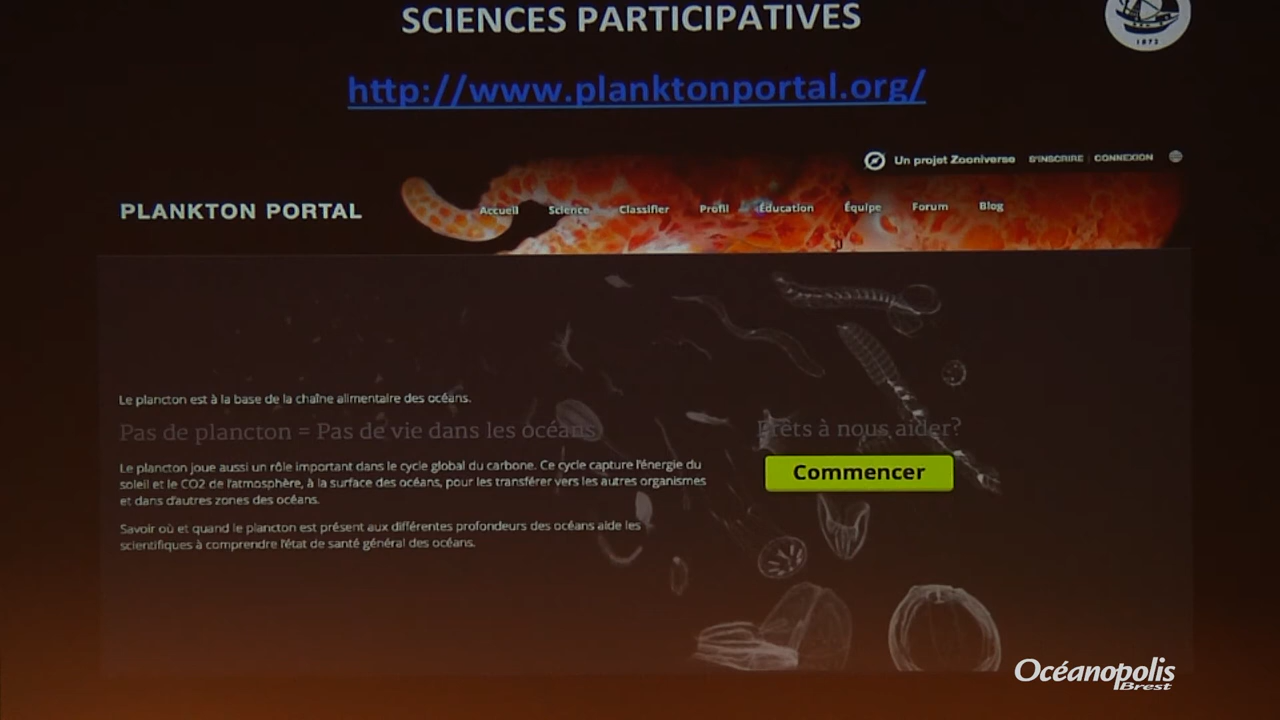 SCIENCES PARTICIPATIVES
1872
http://www.planktonportal.org/
Un projet Zooniverse S'INSCRIRE CONNEXION
PLANKTON PORTAL
Accueil Science Classifier Profil Éducation Équipe Forum Blog
Le plancton est à la base de la chaîne alimentaire des océans.
Pas de plancton = Pas de vie dans les océans
Le plancton joue aussi un rôle important dans le cycle global du carbone. Ce cycle capture l'énergie du
soleil et le CO2 de l'atmosphère, à la surface des océans, pour les transférer vers les autres organismes
et dans d'autres zones des océans.
Savoir où et quand le plancton est présent aux différentes profondeurs des océans aide les
scientifiques à comprendre l'état de santé général des océans.
Prêts à nous aider?
Commencer
Océanopolis
Brest